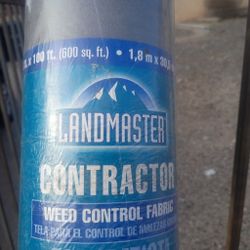 ft. x 100 ft. (600 sq. ft.) • 1,8 m x 30,
LANDMASTER
CONTRACTOR
WEED CONTROL FABRIC
TELA PARA EL CONTROL DE MALEZAS